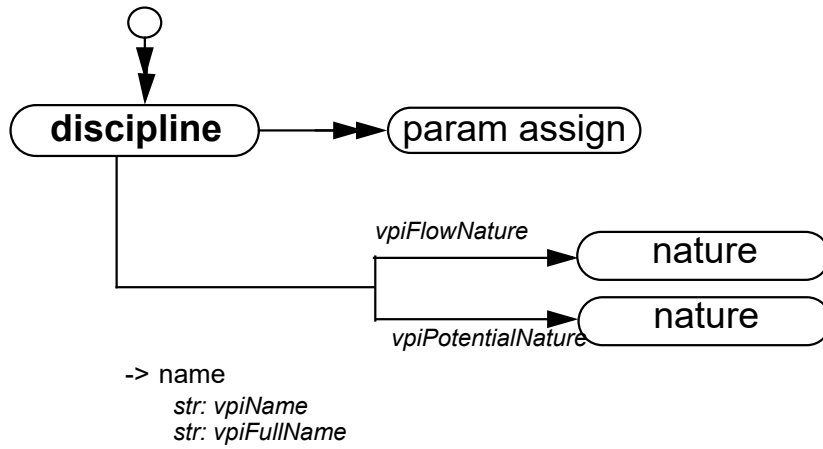 discipline
param assign
vpiFlowNature
nature
nature
vpiPotentialNature
-> name
str: vpiName
str: vpiFullName